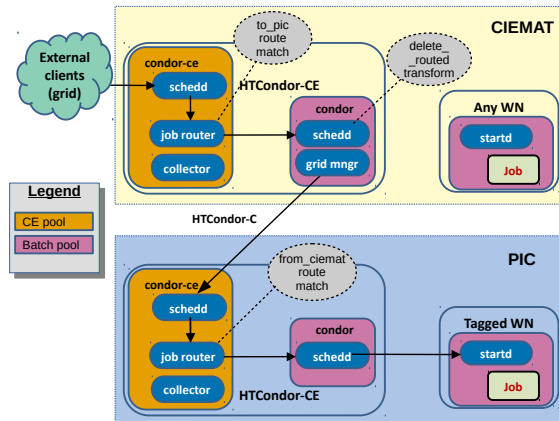 CIEMAT
External
clients
(grid)
to_pic
route
match
delete_
_routed
transform
condor-ce
HTCondor-CE
schedd
job router
collector
condor
schedd
grid mngr
Any WN
startd
Job
Legend
CE pool
Batch pool
HTCondor-C
PIC
from_ciemat
route
match
condor-ce
schedd
job router
collector
HTCondor-CE
condor
schedd
Tagged WN
startd
Job